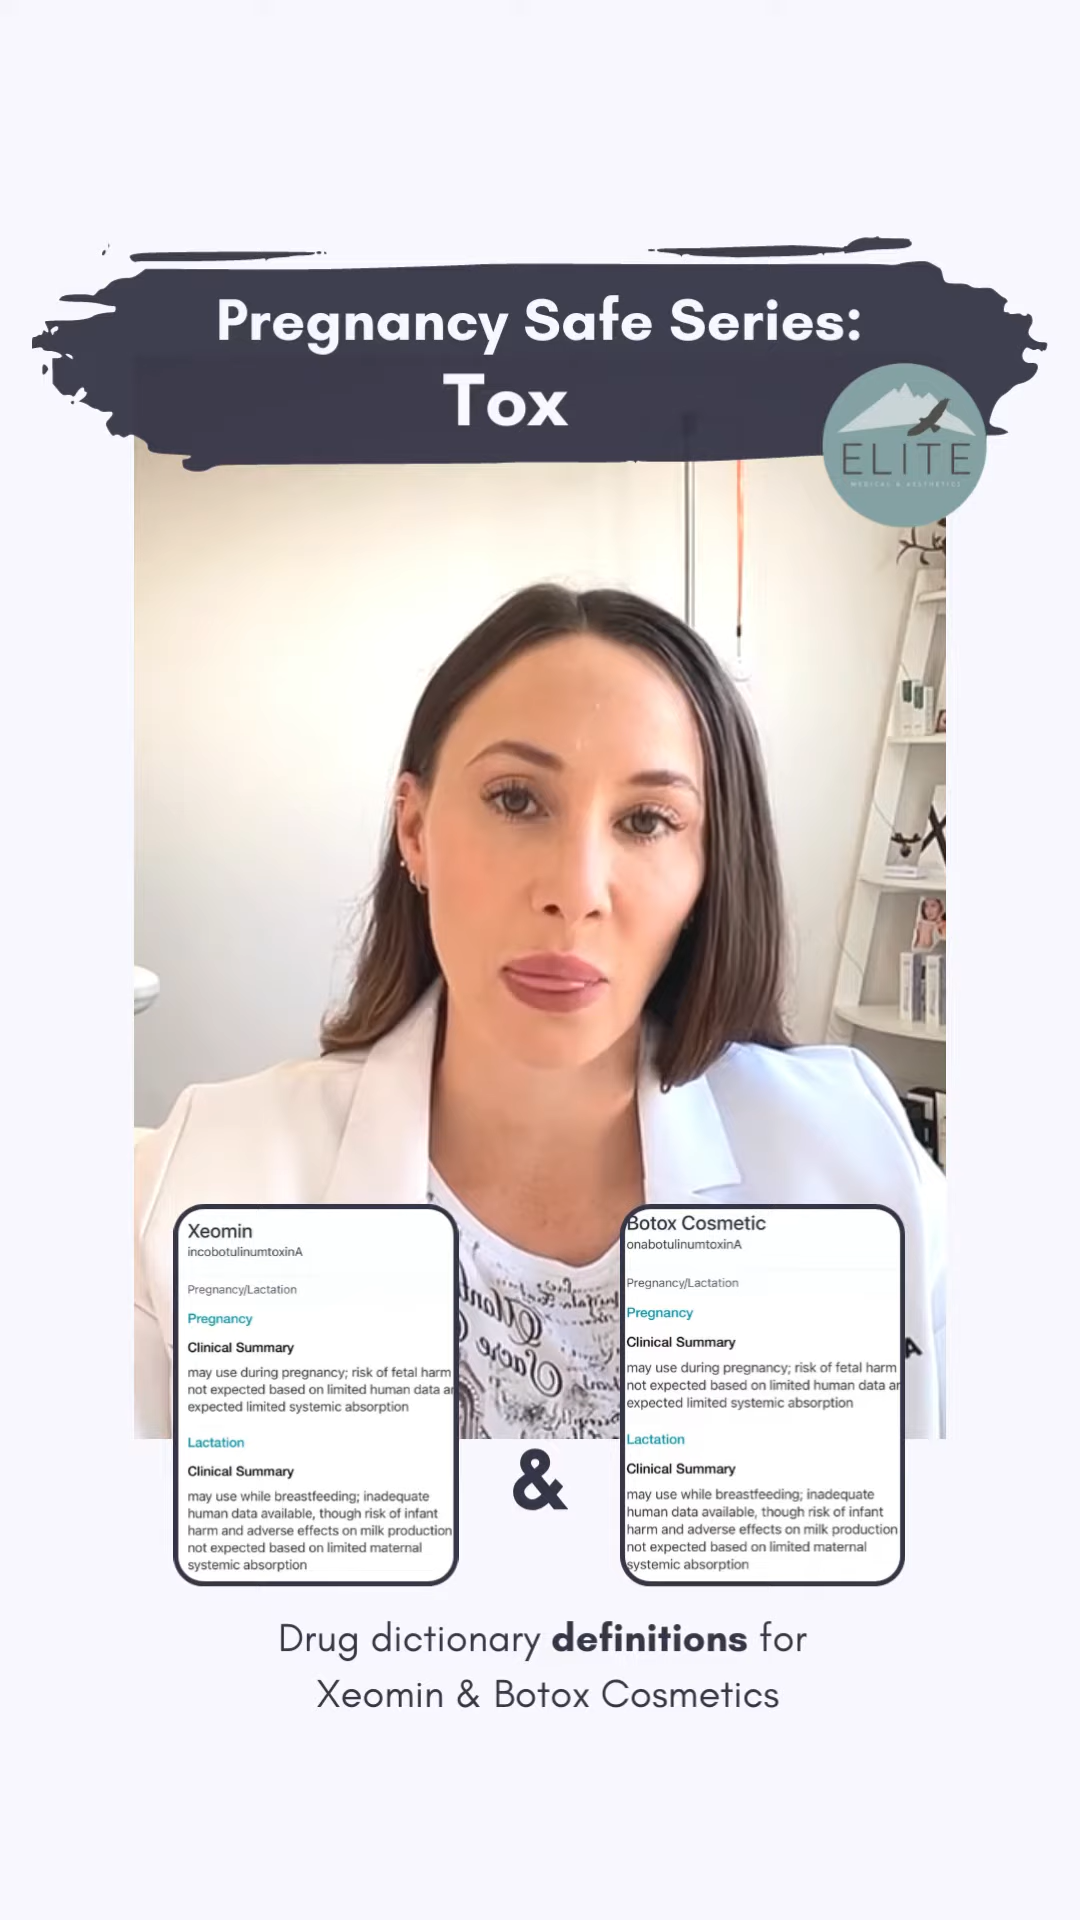 Pregnancy Safe Series:
Tox
ELITE
MEDICAL & AESTHETICS
Xeomin
incobotulinumtoxinA
Pregnancy/Lactation
Pregnancy
Clinical Summary
may use during pregnancy; risk of fetal harm
not expected based on limited human data
expected limited systemic absorption
Lactation
Clinical Summary
may use while breastfeeding; inadequate
human data available, though risk of infant
harm and adverse effects on milk production
not expected based on limited maternal
systemic absorption
&
Botox Cosmetic
onabotulinumtoxinA
Pregnancy/Lactation
Pregnancy
Clinical Summary
may use during pregnancy; risk of fetal harm
not expected based on limited human data
expected limited systemic absorption
Lactation
Clinical Summary
may use while breastfeeding; inadequate
human data available, though risk of infant
harm and adverse effects on milk production
not expected based on limited maternal
systemic absorption
Drug dictionary definitions for
Xeomin & Botox Cosmetics